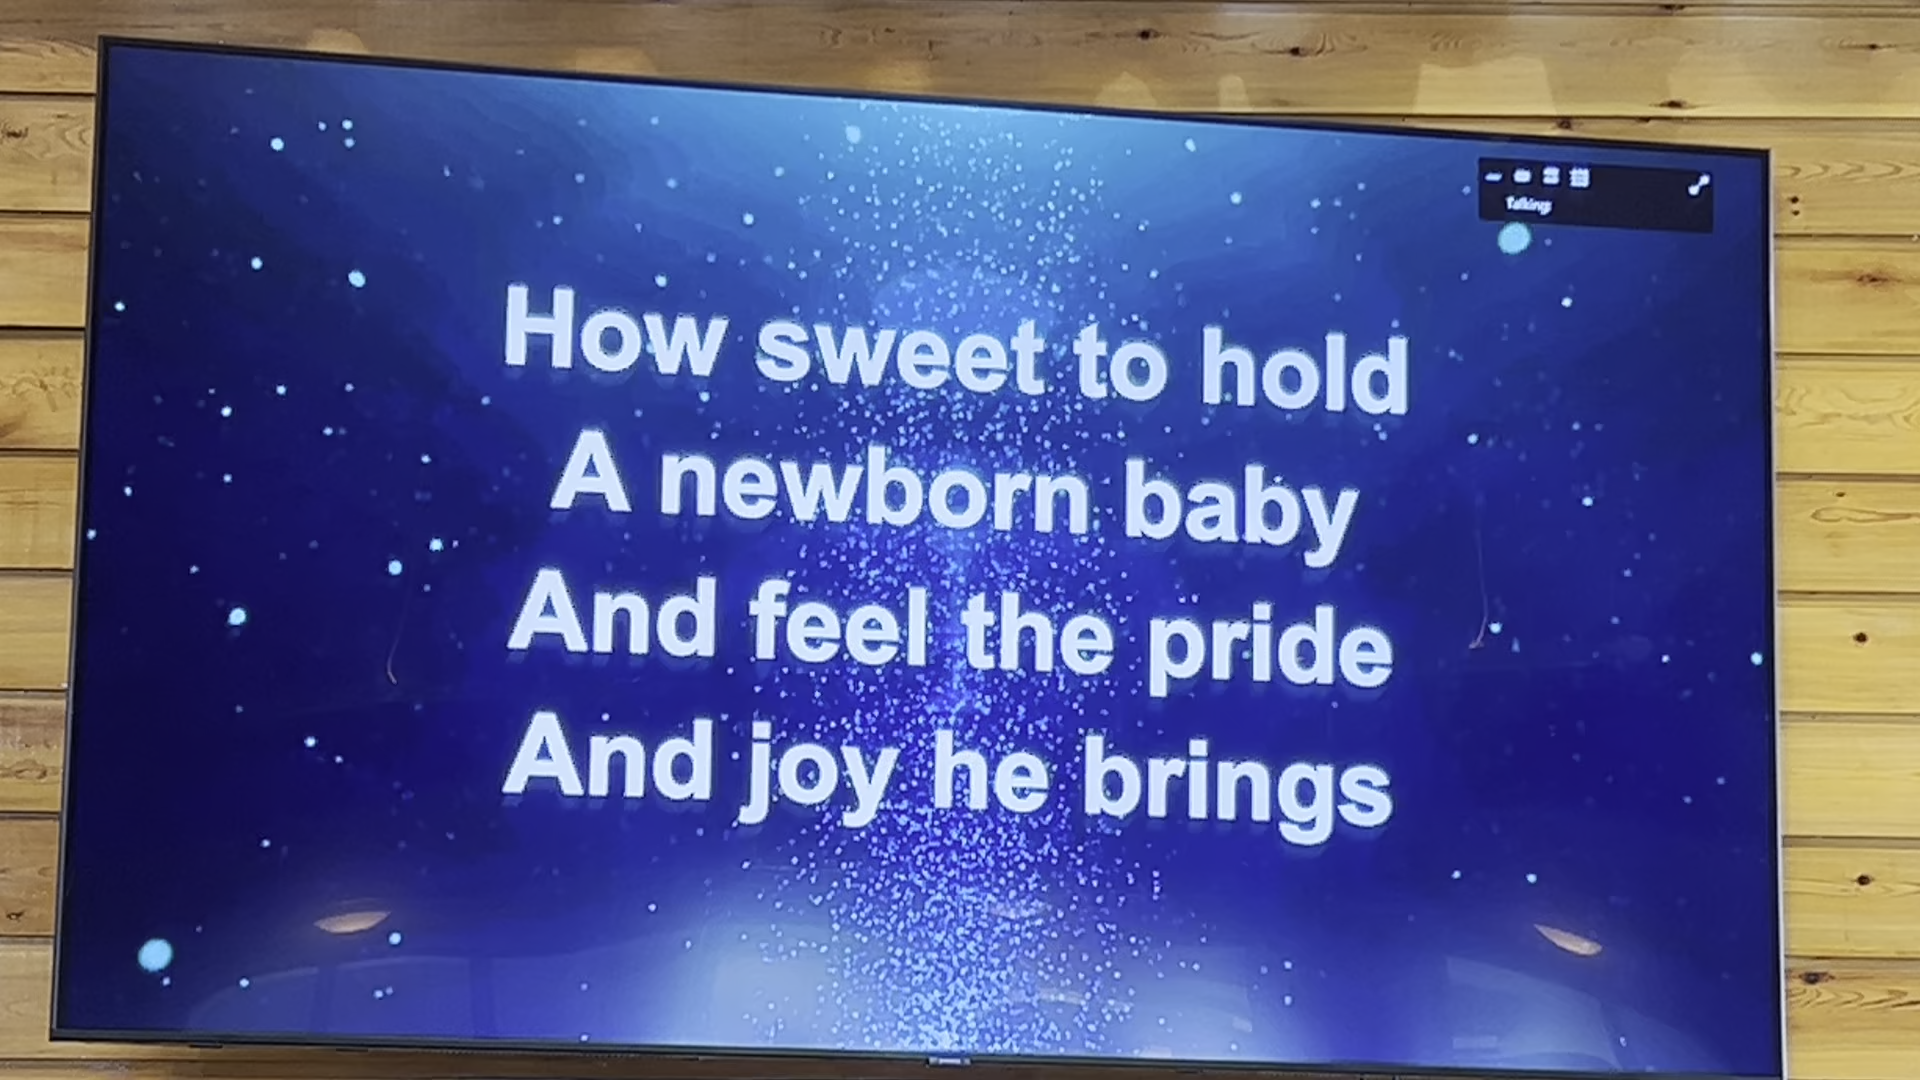 Talking:
How sweet to hold
A newborn baby
And feel the pride
And joy he brings